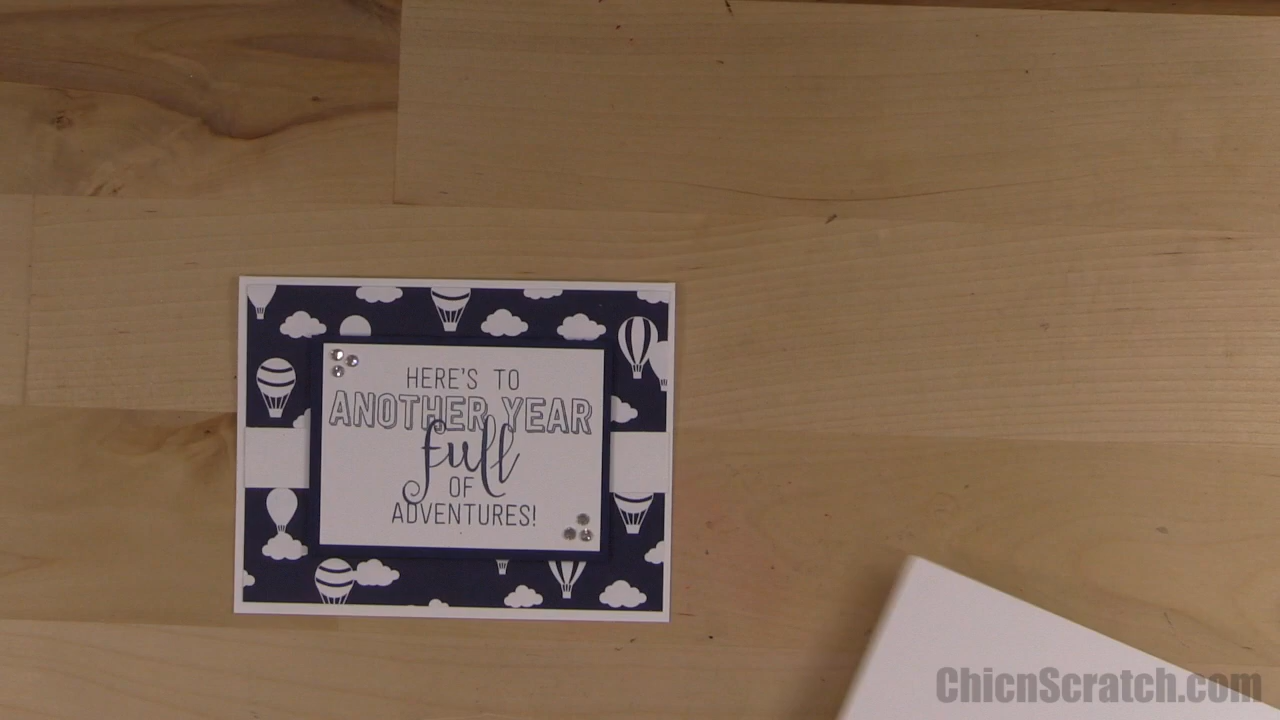 HERE'S TO
ANOTHER YEAR
full
OF
ADVENTURES!
ChicnScratch.com